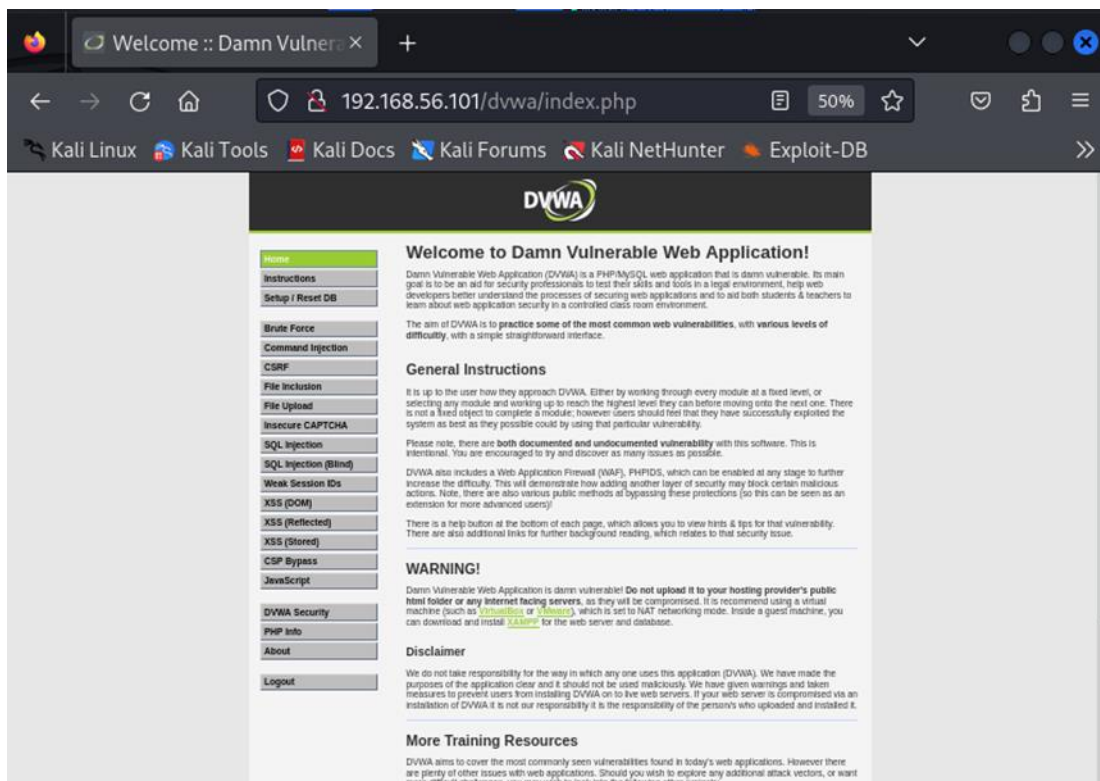 Welcome :: Damn Vulnera
192.168.56.101/dvwa/index.php
50%
Kali Linux
Kali Tools
Kali Docs
Kali Forums
Kali NetHunter
Exploit-DB
DVWA
Home
Instructions
Setup / Reset DB
Brute Force
Command Injection
CSRF
File Inclusion
File Upload
Insecure CAPTCHA
SQL Injection
SQL Injection (Blind)
Weak Session IDs
XSS (DOM)
XSS (Reflected)
XSS (Stored)
CSP Bypass
JavaScript
DVWA Security
PHP Info
About
Logout
Welcome to Damn Vulnerable Web Application!
Damn Vulnerable Web Application (DVWA) is a PHP/MySQL web application that is damn vulnerable. Its main
goal is to be an aid for security professionals to test their skills and tools in a legal environment, help web
developers better understand the processes of securing web applications and to aid both students & teachers to
learn about web application security in a controlled class room environment.
The aim of DVWA is to practice some of the most common web vulnerabilities, with various levels of
difficultly, with a simple straightforward interface.
General Instructions
It is up to the user how they approach DVWA. Either by working through every module at a fixed level, or
selecting any module and working up to reach the highest level they can before moving onto the next one. There
is not a fixed object to complete a module; however users should feel that they have successfully exploited the
system as best as they possible could by using that particular vulnerability.
Please note, there are both documented and undocumented vulnerability with this software. This is
intentional. You are encouraged to try and discover as many issues as possible.
DVWA also includes a Web Application Firewall (WAF), PHPIDS, which can be enabled at any stage to further
increase the difficulty. This will demonstrate how adding another layer of security may block certain malicious
actions. Note, there are also various public methods at bypassing these protections (so this can be seen as an
extension for more advanced users)!
There is a help button at the bottom of each page, which allows you to view hints & tips for that vulnerability.
There are also additional links for further background reading, which relates to that security issue.
WARNING!
Damn Vulnerable Web Application is damn vulnerable! Do not upload it to your hosting provider's public
html folder or any Internet facing servers, as they will be compromised. It is recommend using a virtual
machine (such as VirtualBox or VMware), which is set to NAT networking mode. Inside a guest machine, you
can download and install XAMPP for the web server and database.
Disclaimer
We do not take responsibility for the way in which any one uses this application (DVWA). We have made the
purposes of the application clear and it should not be used maliciously. We have given warnings and taken
measures to prevent users from installing DVWA on to live web servers. If your web server is compromised via an
installation of DVWA it is not our responsibility it is the responsibility of the person/s who uploaded and installed it.
More Training Resources
DVWA aims to cover the most commonly seen vulnerabilities found in today's web applications. However there
are plenty of other issues with web applications. Should you wish to explore any additional attack vectors, or want